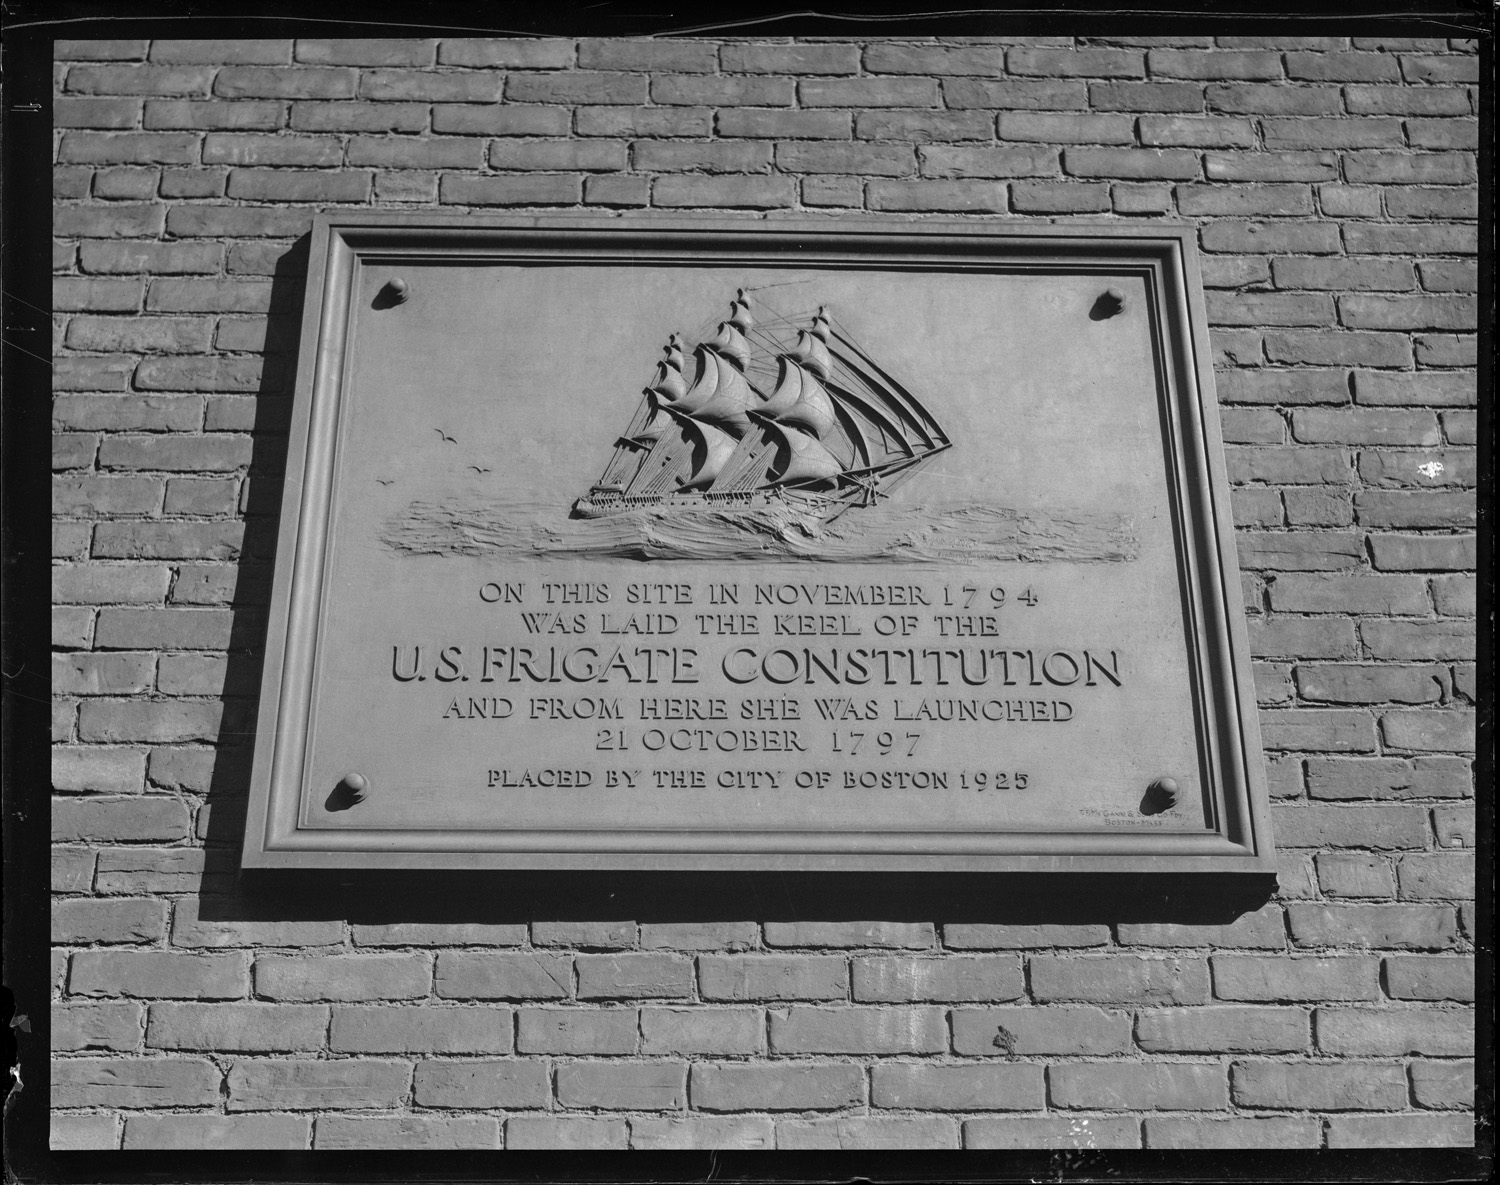 ON THIS SITE IN NOVEMBER 1794
WAS LAID THE KEEL OF THE
U.S. FRIGATE CONSTITUTION
AND FROM HERE SHE WAS LAUNCHED
21 OCTOBER 1797
PLACED BY THE CITY OF BOSTON 1925
BOSTON-MASS